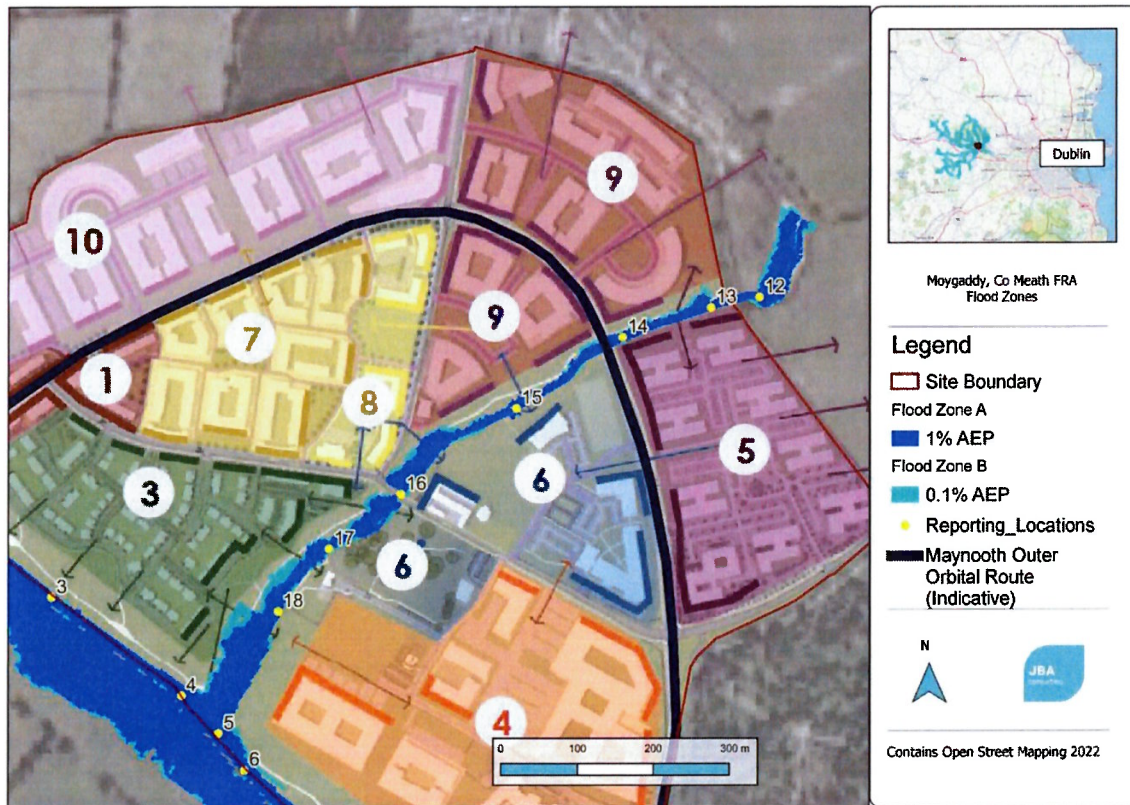 10
9
9
7
1
8
3
5
6
6
4
12
13
14
15
16
17
18
3
4
5
6
0 100 200 300 m
Dublin
Moygaddy, Co Meath FRA
Flood Zones
Legend
Site Boundary
Flood Zone A
1% AEP
Flood Zone B
0.1% AEP
Reporting_Locations
Maynooth Outer
Orbital Route
(Indicative)
N
JBA
Contains Open Street Mapping 2022